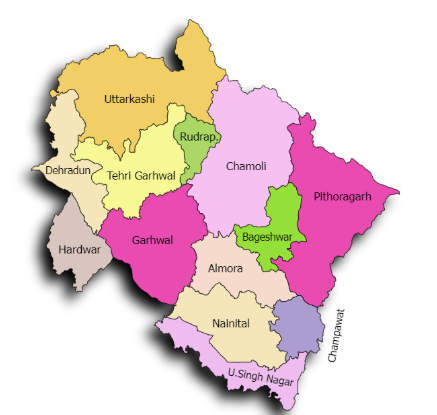 Uttarkashi
Rudrap.
Chamoli
Dehradun
Tehri Garhwal
Pithoragarh
Hardwar
Garhwal
Bageshwar
Almora
Nainital
Champawat
U.Singh Nagar